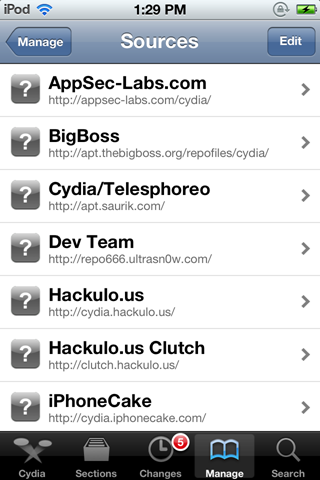 iPod 1:29 PM
Manage Sources Edit
? AppSec-Labs.com
http://appsec-labs.com/cydia/
? BigBoss
http://apt.thebigboss.org/repofiles/cydia/
? Cydia/Telesphoreo
http://apt.saurik.com/
? Dev Team
http://repo666.ultrasn0w.com/
? Hackulo.us
http://cydia.hackulo.us/
? Hackulo.us Clutch
http://clutch.hackulo.us/
? iPhoneCake
http://cydia.iphonecake.com/
5
Cydia Sections Changes Manage Search